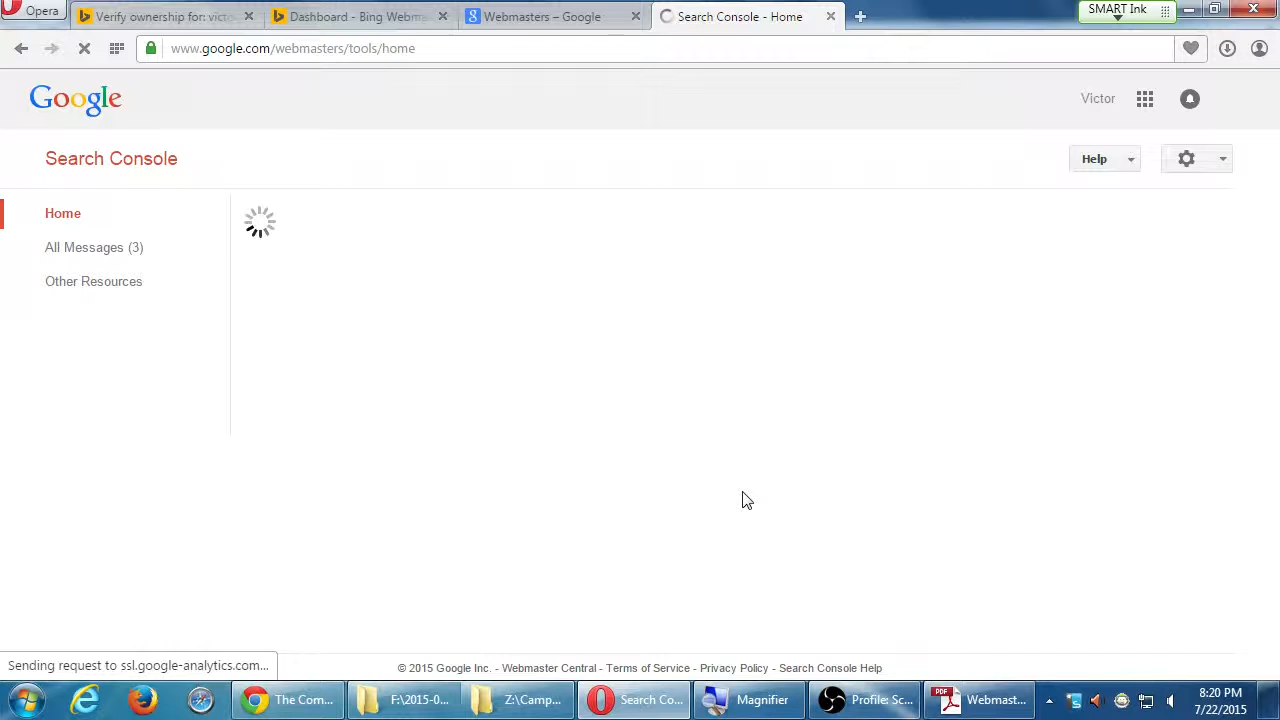 Opera
Verify ownership for: victo
Dashboard - Bing Webma
Webmasters – Google
Search Console - Home
SMART Ink
www.google.com/webmasters/tools/home
Google
Victor
Search Console
Help
Home
All Messages (3)
Other Resources
Sending request to ssl.google-analytics.com...
© 2015 Google Inc. - Webmaster Central - Terms of Service - Privacy Policy - Search Console Help
The Com...
F:\2015-0...
Z:\Camp...
Search Co...
Magnifier
Profile: Sc...
PDF
Webmast...
8:20 PM
7/22/2015